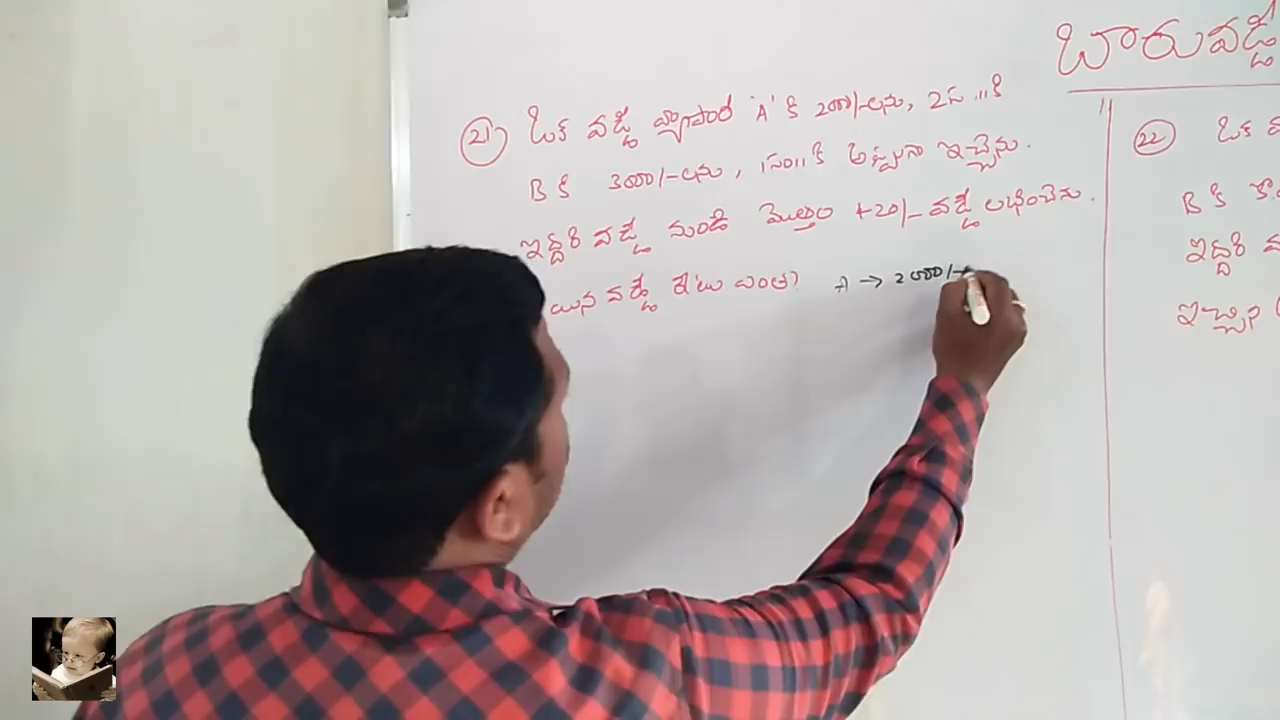 బారువడ్డీ
21) ఒక వడ్డీ వ్యాపారి 'A' కి 2000/-లను, 2సం॥కి
B కి 3000/-లను, 1సం॥కి అప్పుగా ఇచ్చెను.
ఇద్దరి వడ్డీ నుండి మొత్తం 420/- వడ్డీ లభించెను.
యిన వడ్డీ రేటు ఎంత?
A → 2000/-
22 ఒక
B కి
ఇద్దరి
ఇచ్చిన